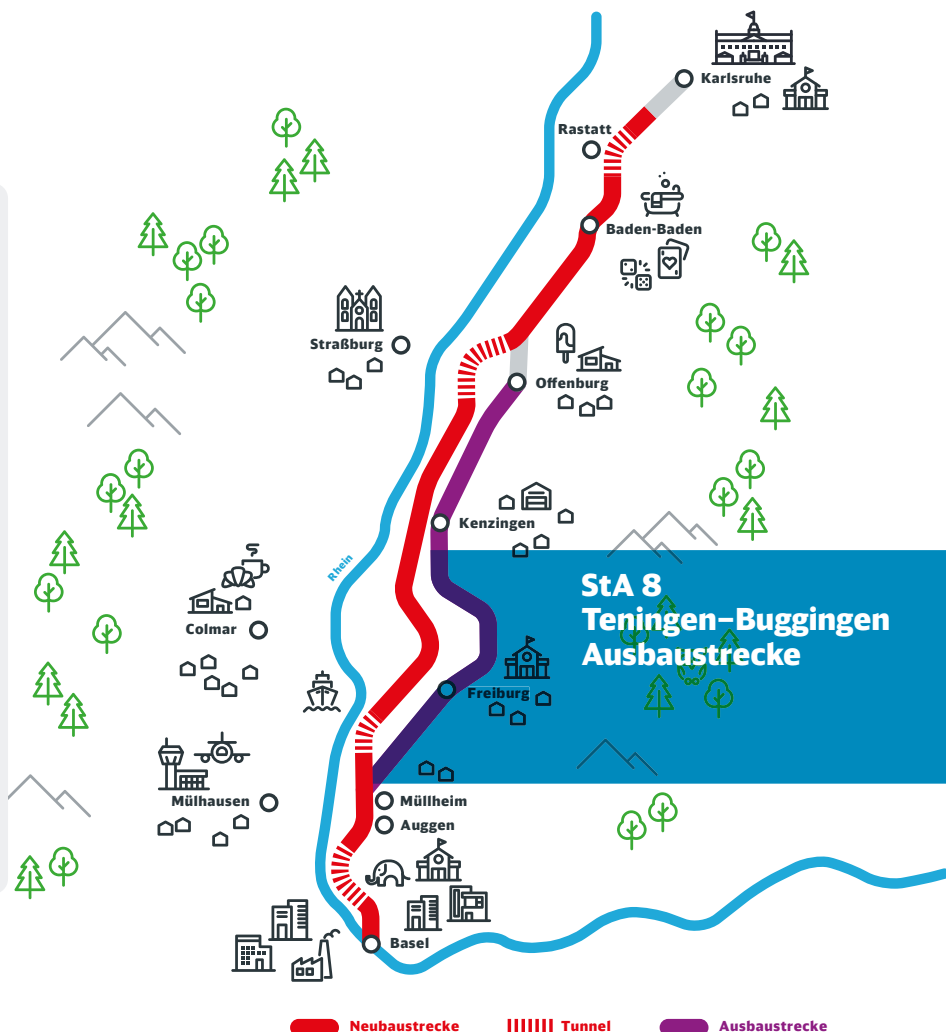 Karlsruhe
Rastatt
Baden-Baden
Straßburg
Offenburg
Kenzingen
Rhein
StA 8
Teningen–Buggingen
Ausbaustrecke
Colmar
Freiburg
Mülhausen
Müllheim
Auggen
Basel
Neubaustrecke
Tunnel
Ausbaustrecke